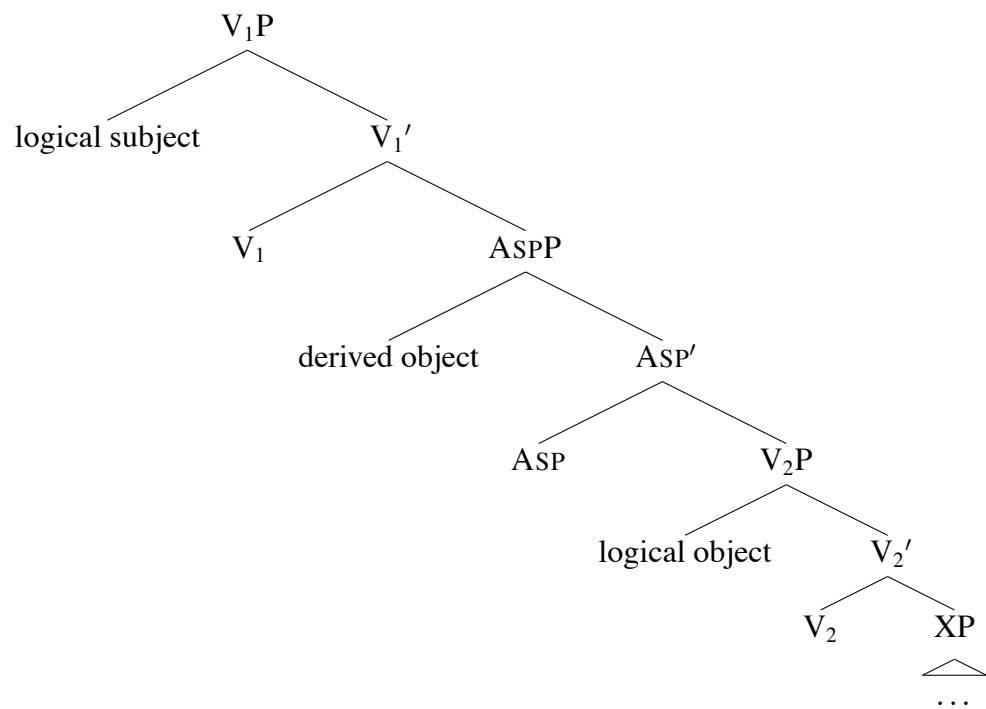 V₁P
logical subject V₁′
V₁ ASPP
derived object ASP′
ASP V₂P
logical object V₂′
V₂ XP
...